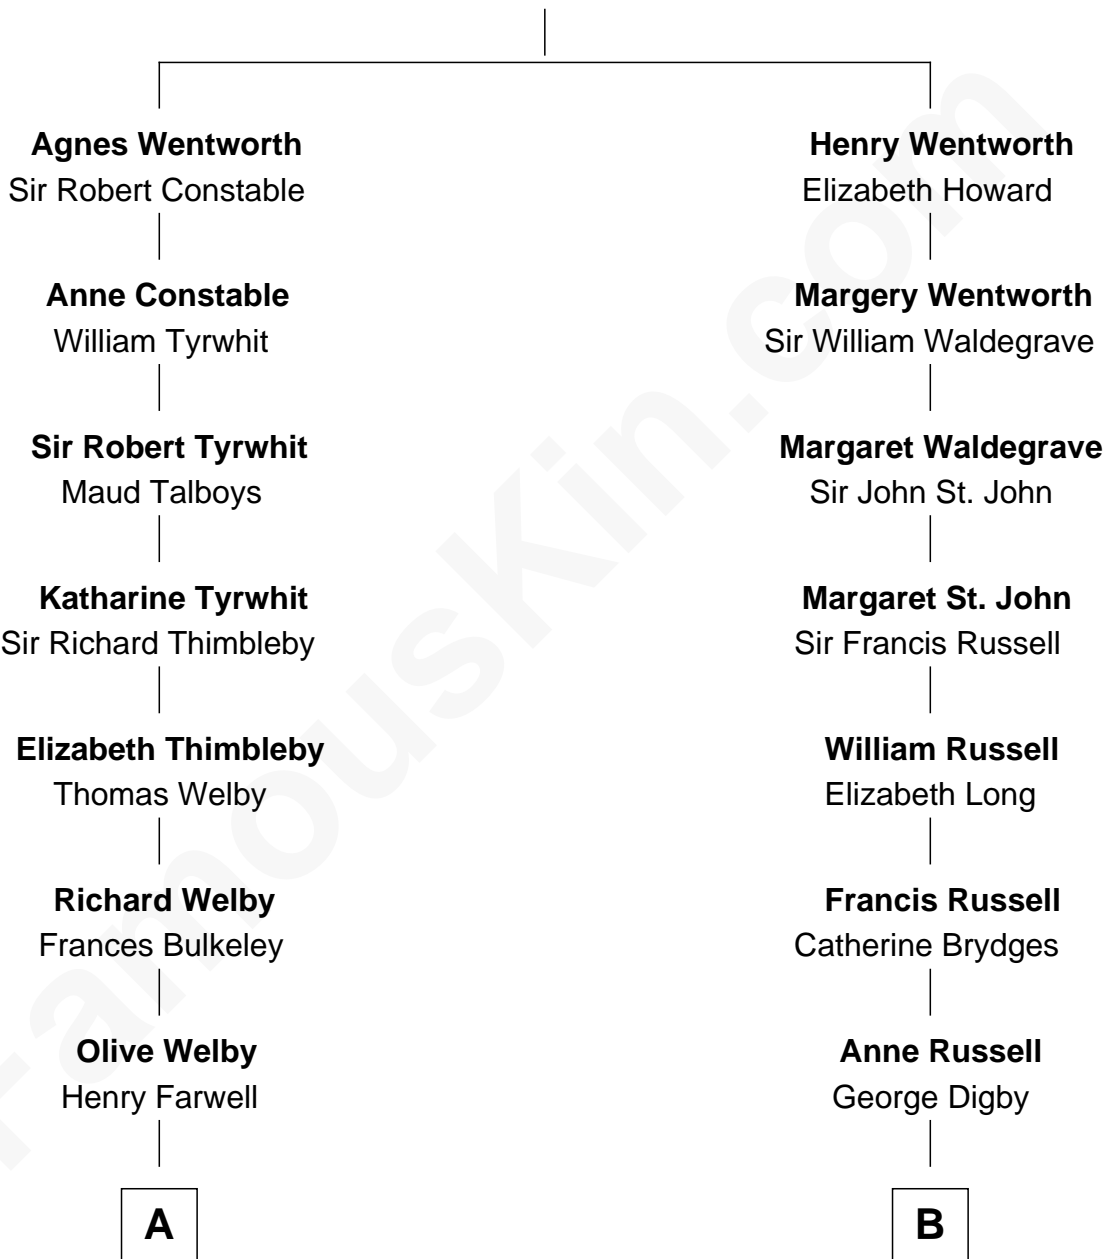 Agnes Wentworth
Sir Robert Constable
Henry Wentworth
Elizabeth Howard
Anne Constable
William Tyrwhit
Margery Wentworth
Sir William Waldegrave
Sir Robert Tyrwhit
Maud Talboys
Margaret Waldegrave
Sir John St. John
Katharine Tyrwhit
Sir Richard Thimbleby
Margaret St. John
Sir Francis Russell
Elizabeth Thimbleby
Thomas Welby
William Russell
Elizabeth Long
Richard Welby
Frances Bulkeley
Francis Russell
Catherine Brydges
Olive Welby
Henry Farwell
Anne Russell
George Digby
A
B
FamousKin.com